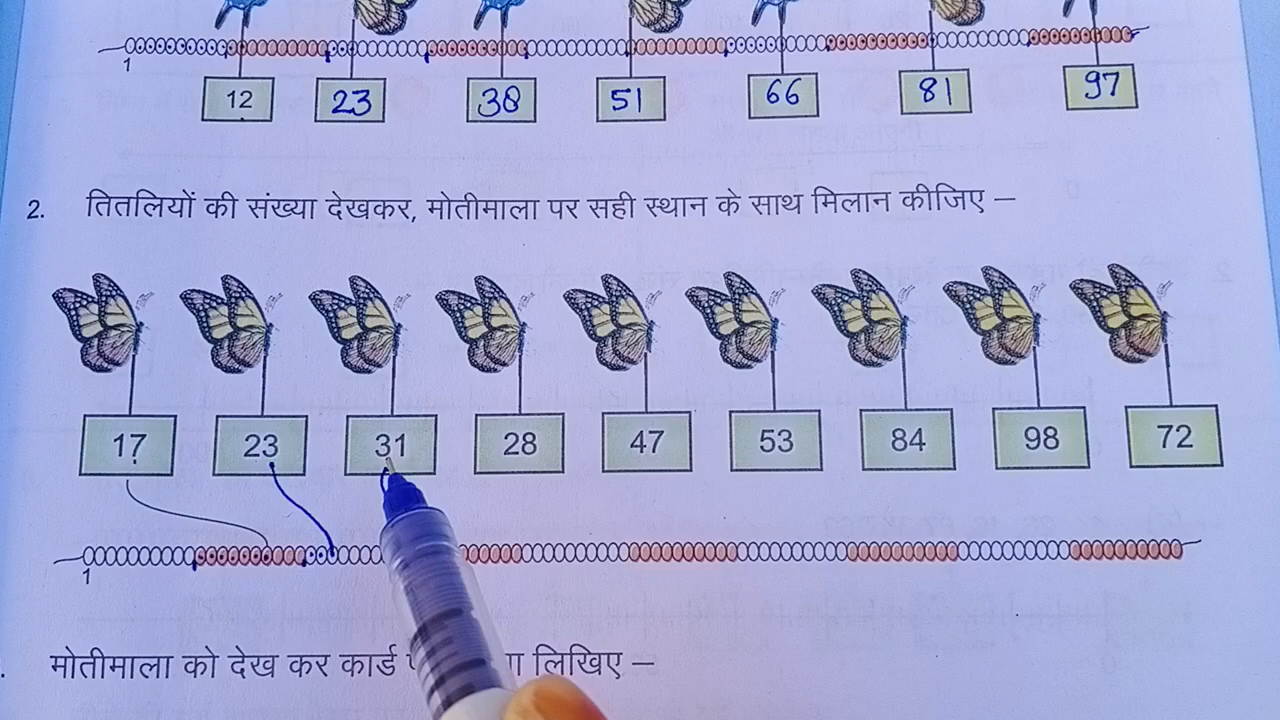 1
12 23 38 51 66 81 97
2. तितलियों की संख्या देखकर, मोतीमाला पर सही स्थान के साथ मिलान कीजिए –
17 23 31 28 47 53 84 98 72
1
मोतीमाला को देख कर कार्ड लिखिए –